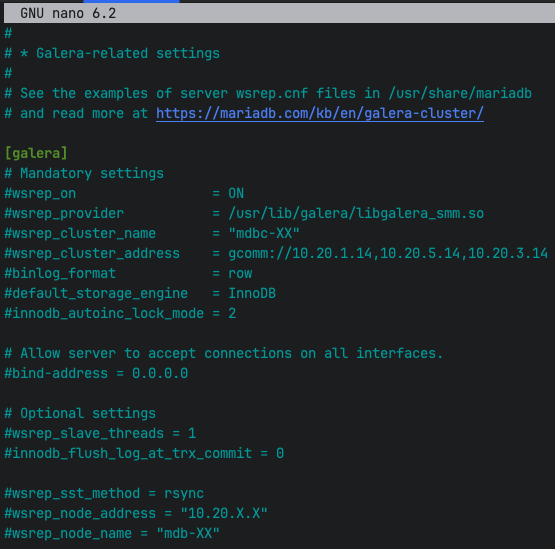 GNU nano 6.2
#
# * Galera-related settings
#
# See the examples of server wsrep.cnf files in /usr/share/mariadb
# and read more at https://mariadb.com/kb/en/galera-cluster/
[galera]
# Mandatory settings
#wsrep_on                 = ON
#wsrep_provider           = /usr/lib/galera/libgalera_smm.so
#wsrep_cluster_name       = "mdbc-XX"
#wsrep_cluster_address    = gcomm://10.20.1.14,10.20.5.14,10.20.3.14
#binlog_format            = row
#default_storage_engine   = InnoDB
#innodb_autoinc_lock_mode = 2
# Allow server to accept connections on all interfaces.
#bind-address = 0.0.0.0
# Optional settings
#wsrep_slave_threads = 1
#innodb_flush_log_at_trx_commit = 0
#wsrep_sst_method = rsync
#wsrep_node_address = "10.20.X.X"
#wsrep_node_name = "mdb-XX"